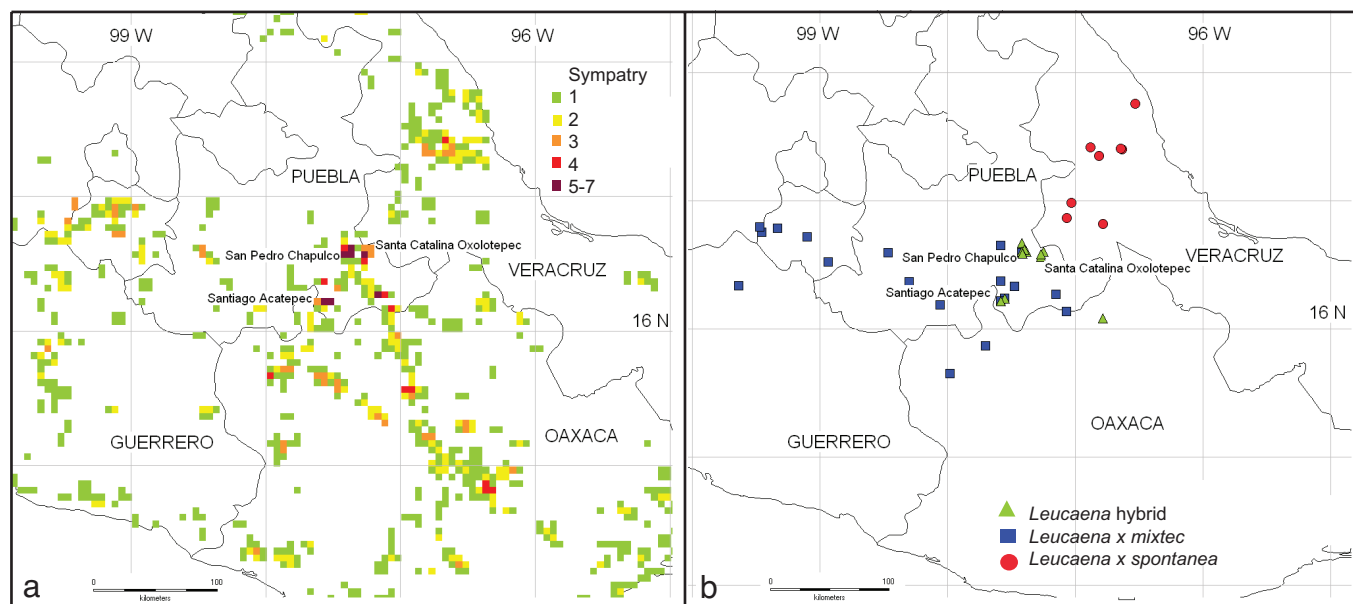 99 W
96 W
Sympatry
1
2
3
4
5-7
PUEBLA
San Pedro Chapulco
Santa Catalina Oxolotepec
VERACRUZ
Santiago Acatepec
16 N
GUERRERO
OAXACA
a
0 100
kilometers
99 W
96 W
PUEBLA
San Pedro Chapulco
Santa Catalina Oxolotepec
VERACRUZ
Santiago Acatepec
16 N
OAXACA
GUERRERO
Leucaena hybrid
Leucaena x mixtec
Leucaena x spontanea
b
0 100
kilometers